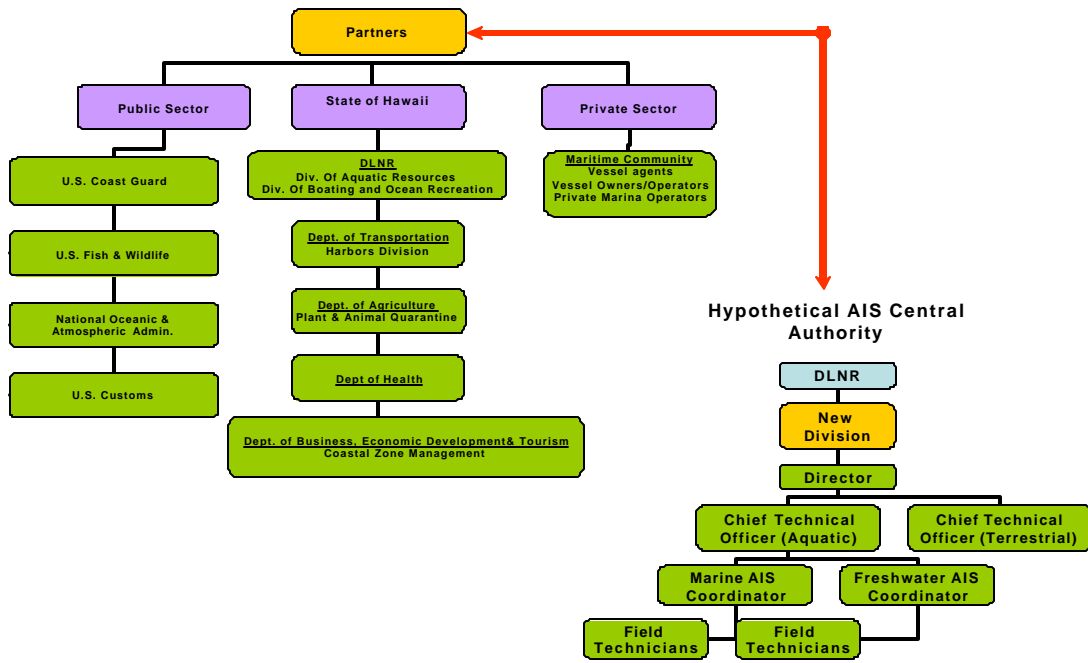 Partners
Public Sector
State of Hawaii
Private Sector
U.S. Coast Guard
U.S. Fish & Wildlife
National Oceanic &
Atmospheric Admin.
U.S. Customs
DLNR
Div. Of Aquatic Resources
Div. Of Boating and Ocean Recreation
Dept. of Transportation
Harbors Division
Dept. of Agriculture
Plant & Animal Quarantine
Dept of Health
Dept. of Business, Economic Development& Tourism
Coastal Zone Management
Maritime Community
Vessel agents
Vessel Owners/Operators
Private Marina Operators
Hypothetical AIS Central
Authority
DLNR
New
Division
Director
Chief Technical
Officer (Aquatic)
Chief Technical
Officer (Terrestrial)
Marine AIS
Coordinator
Freshwater AIS
Coordinator
Field
Technicians
Field
Technicians